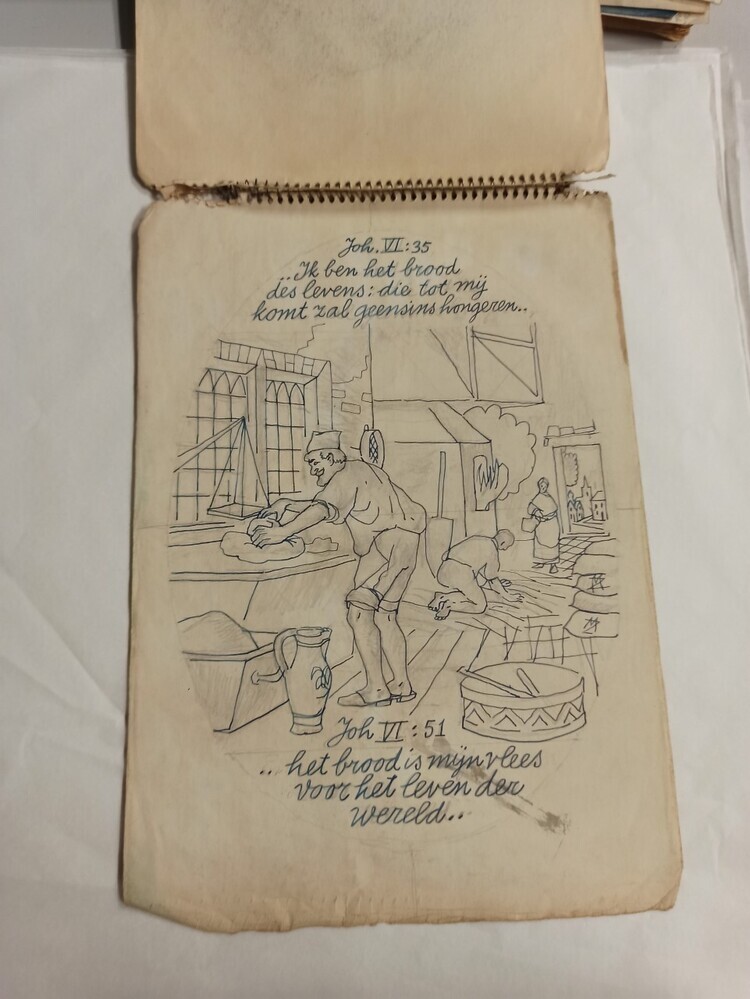 Joh. VI:35
..Ik ben het brood
des levens: die tot mij
komt zal geensins hongeren..
Joh VI:51
.. het brood is mijn vlees
voor het leven der
wereld..